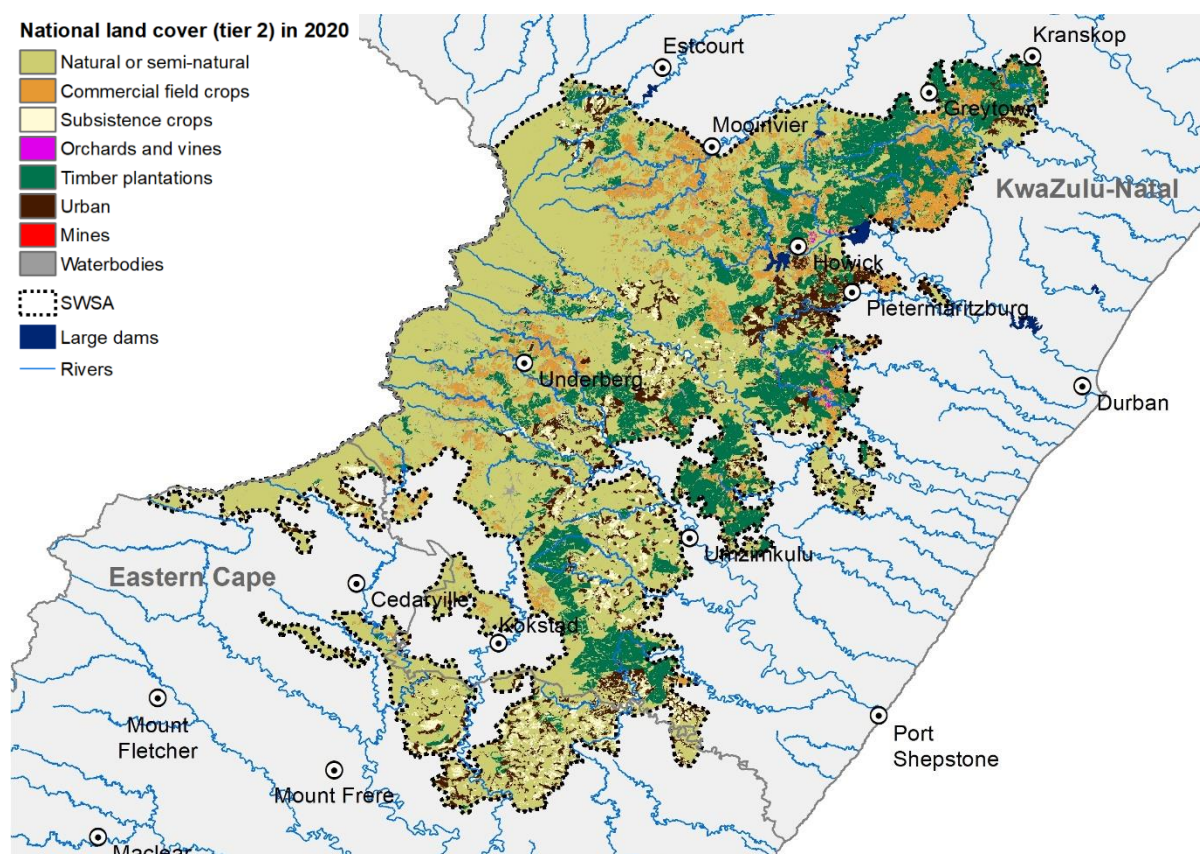 National land cover (tier 2) in 2020
Natural or semi-natural
Commercial field crops
Subsistence crops
Orchards and vines
Timber plantations
Urban
Mines
Waterbodies
SWSA
Large dams
Rivers
Estcourt
Kranskop
Greytown
Mooirivier
KwaZulu-Natal
Howick
Pietermaritzburg
Underberg
Durban
Umzimkulu
Eastern Cape
Cedarville
Kokstad
Mount
Fletcher
Port
Shepstone
Mount Frere
Maclear